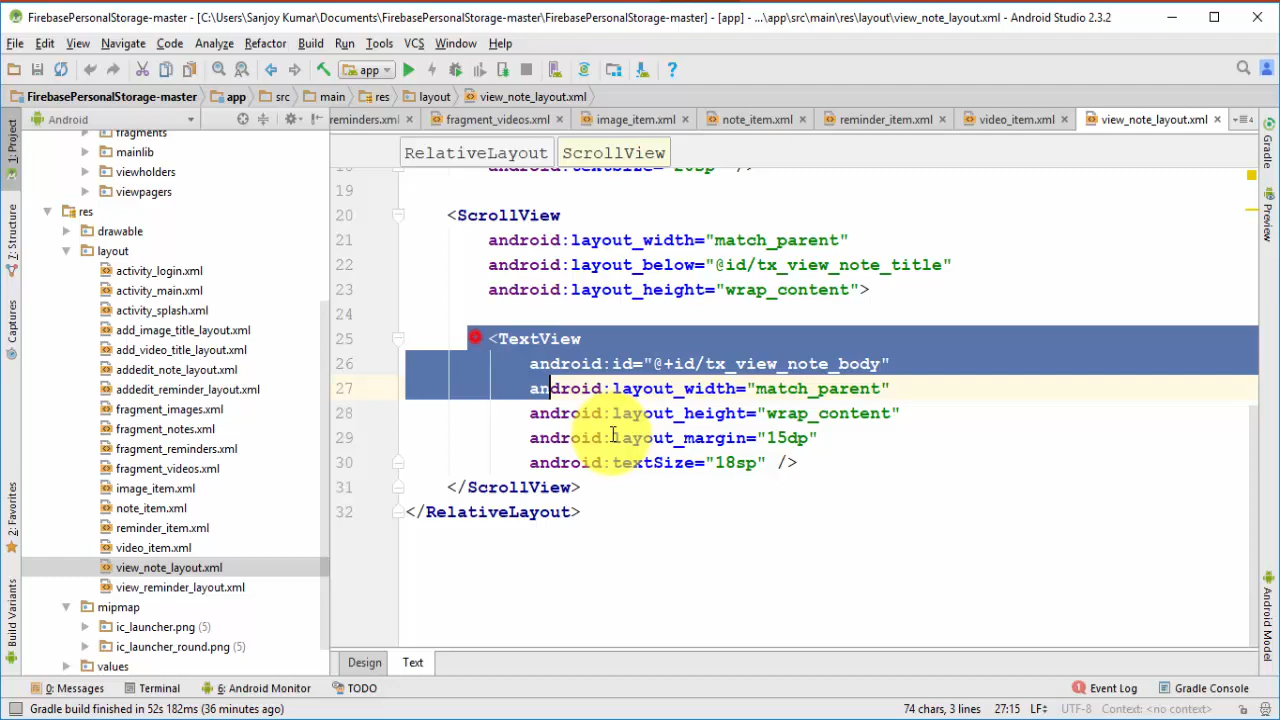 FirebasePersonalStorage-master - [C:\Users\Sanjoy Kumar\Documents\FirebasePersonalStorage-master\FirebasePersonalStorage-master] - [app] - ...\app\src\main\res\layout\view_note_layout.xml - Android Studio 2.3.2
File Edit View Navigate Code Analyze Refactor Build Run Tools VCS Window Help
app
FirebasePersonalStorage-master app src main res layout view_note_layout.xml
Android
reminders.xml fragment_videos.xml image_item.xml note_item.xml reminder_item.xml video_item.xml view_note_layout.xml
1: Project
7: Structure
Captures
2: Favorites
Build Variants
fragments
mainlib
viewholders
viewpagers
res
drawable
layout
activity_login.xml
activity_main.xml
activity_splash.xml
add_image_title_layout.xml
add_video_title_layout.xml
addedit_note_layout.xml
addedit_reminder_layout.xml
fragment_images.xml
fragment_notes.xml
fragment_reminders.xml
fragment_videos.xml
image_item.xml
note_item.xml
reminder_item.xml
video_item.xml
view_note_layout.xml
view_reminder_layout.xml
mipmap
ic_launcher.png (5)
ic_launcher_round.png (5)
values
RelativeLayout ScrollView
19
20 <ScrollView
21 android:layout_width="match_parent"
22 android:layout_below="@id/tx_view_note_title"
23 android:layout_height="wrap_content">
24
25 <TextView
26 android:id="@+id/tx_view_note_body"
27 android:layout_width="match_parent"
28 android:layout_height="wrap_content"
29 android:layout_margin="15dp"
30 android:textSize="18sp" />
31 </ScrollView>
32 </RelativeLayout>
Gradle
Preview
Android Model
Design Text
0: Messages Terminal 6: Android Monitor TODO Event Log Gradle Console
Gradle build finished in 52s 182ms (36 minutes ago) 74 chars, 3 lines 27:15 LF÷ UTF-8 Context: <no context>